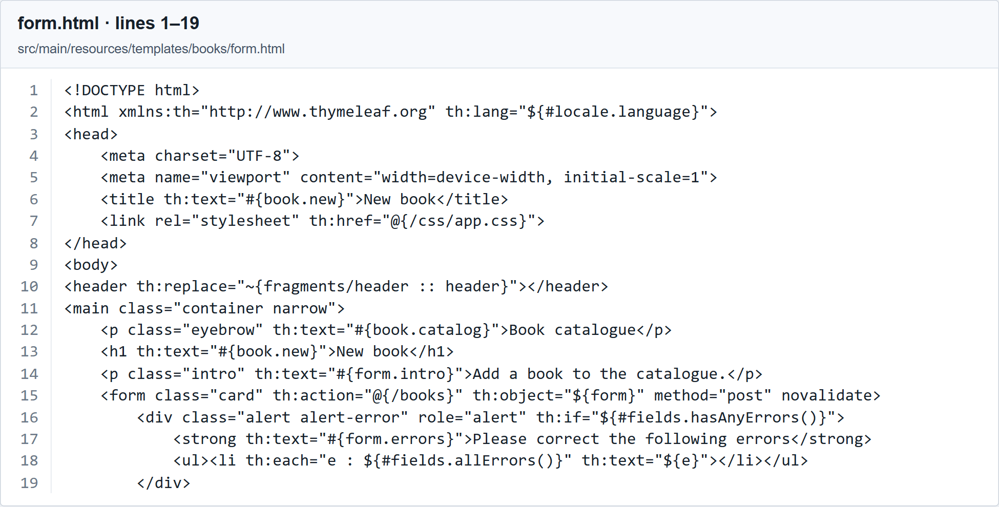 form.html · lines 1–19
src/main/resources/templates/books/form.html
1 <!DOCTYPE html>
2 <html xmlns:th="http://www.thymeleaf.org" th:lang="${#locale.language}">
3 <head>
4     <meta charset="UTF-8">
5     <meta name="viewport" content="width=device-width, initial-scale=1">
6     <title th:text="#{book.new}">New book</title>
7     <link rel="stylesheet" th:href="@{/css/app.css}">
8 </head>
9 <body>
10 <header th:replace="~{fragments/header :: header}"></header>
11 <main class="container narrow">
12     <p class="eyebrow" th:text="#{book.catalog}">Book catalogue</p>
13     <h1 th:text="#{book.new}">New book</h1>
14     <p class="intro" th:text="#{form.intro}">Add a book to the catalogue.</p>
15     <form class="card" th:action="@{/books}" th:object="${form}" method="post" novalidate>
16         <div class="alert alert-error" role="alert" th:if="${#fields.hasAnyErrors()}">
17             <strong th:text="#{form.errors}">Please correct the following errors</strong>
18             <ul><li th:each="e : ${#fields.allErrors()}" th:text="${e}"></li></ul>
19         </div>